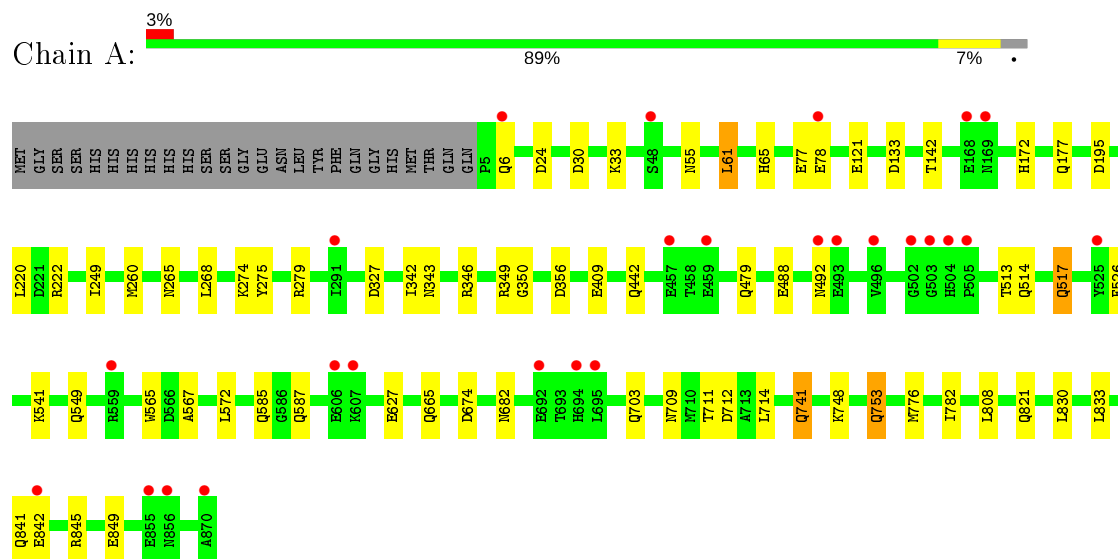 3%
Chain A:
89% 7% •
MET GLY SER SER HIS HIS HIS HIS HIS HIS SER SER GLY GLU ASN LEU TYR PHE GLN GLY HIS MET THR GLN GLN P5 Q6 D24 D30 K33 S48 N55 L61 H65 E77 E78 E121 D133 T142 E168 N169 H172 Q177 D195
L220 D221 R222 I249 M260 N265 L268 K274 Y275 R279 I291 D327 I342 N343 R346 R349 G350 D356 E409 Q442 E457 T458 E459 Q479 E488 N492 E493 V496 G502 G503 H504 P505 T513 Q514 Q517 Y525
K541 Q549 R559 W565 D566 A567 L572 Q585 G586 Q587 E606 K607 E627 Q665 D674 N682 E692 T693 H694 L695 Q703 N709 M710 T711 D712 A713 L714 Q741 K748 Q753 M776 I782 L808 Q821 L830 L833
Q841 E842 R845 E849 E855 N856 A870